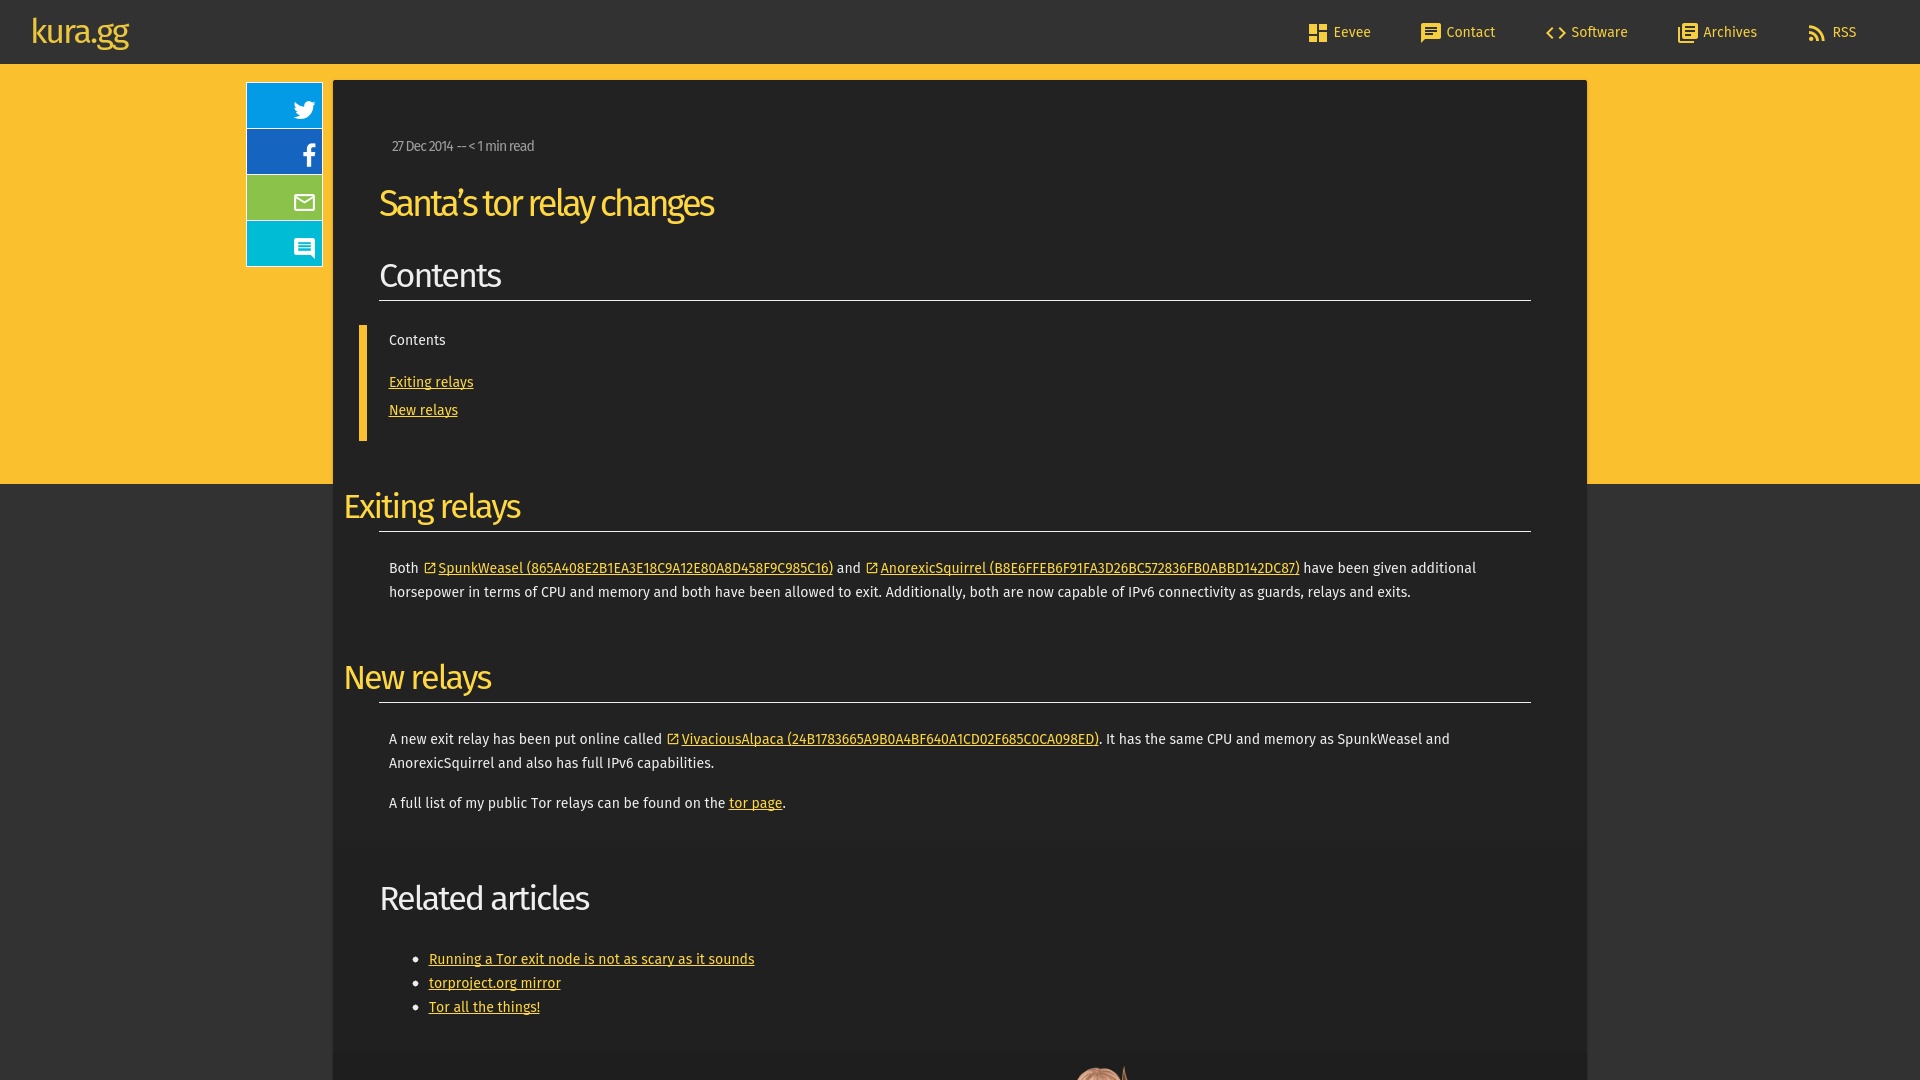 kura.gg
Eevee
Contact
Software
Archives
RSS
27 Dec 2014 -- < 1 min read
Santa’s tor relay changes
Contents
Contents
Exiting relays
New relays
Exiting relays
Both SpunkWeasel (865A408E2B1EA3E18C9A12E80A8D458F9C985C16) and AnorexicSquirrel (B8E6FFEB6F91FA3D26BC572836FB0ABBD142DC87) have been given additional
horsepower in terms of CPU and memory and both have been allowed to exit. Additionally, both are now capable of IPv6 connectivity as guards, relays and exits.
New relays
A new exit relay has been put online called VivaciousAlpaca (24B1783665A9B0A4BF640A1CD02F685C0CA098ED). It has the same CPU and memory as SpunkWeasel and
AnorexicSquirrel and also has full IPv6 capabilities.
A full list of my public Tor relays can be found on the tor page.
Related articles
Running a Tor exit node is not as scary as it sounds
torproject.org mirror
Tor all the things!